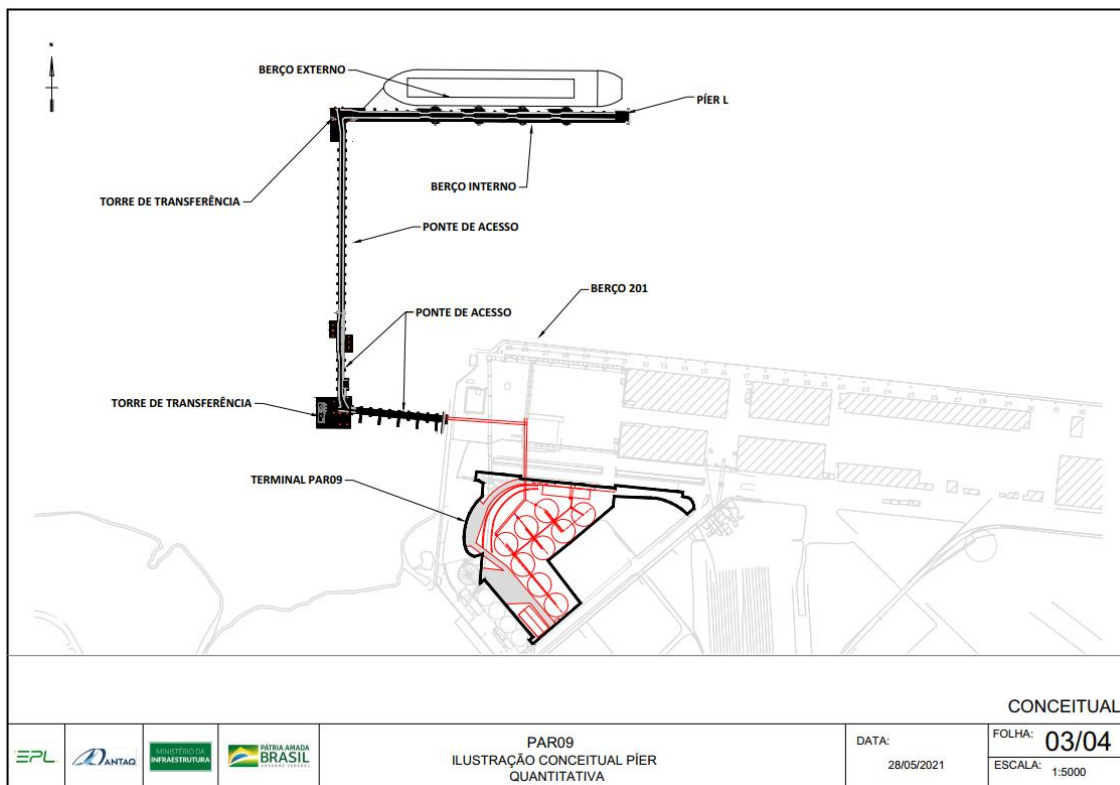 BERÇO EXTERNO
PÍER L
BERÇO INTERNO
TORRE DE TRANSFERÊNCIA
PONTE DE ACESSO
BERÇO 201
PONTE DE ACESSO
TORRE DE TRANSFERÊNCIA
TERMINAL PAR09
CONCEITUAL
EPL
ANTAQ
MINISTÉRIO DA
INFRAESTRUTURA
PÁTRIA AMADA
BRASIL
GOVERNO FEDERAL
PAR09
ILUSTRAÇÃO CONCEITUAL PÍER
QUANTITATIVA
DATA:
28/05/2021
FOLHA: 03/04
ESCALA: 1:5000